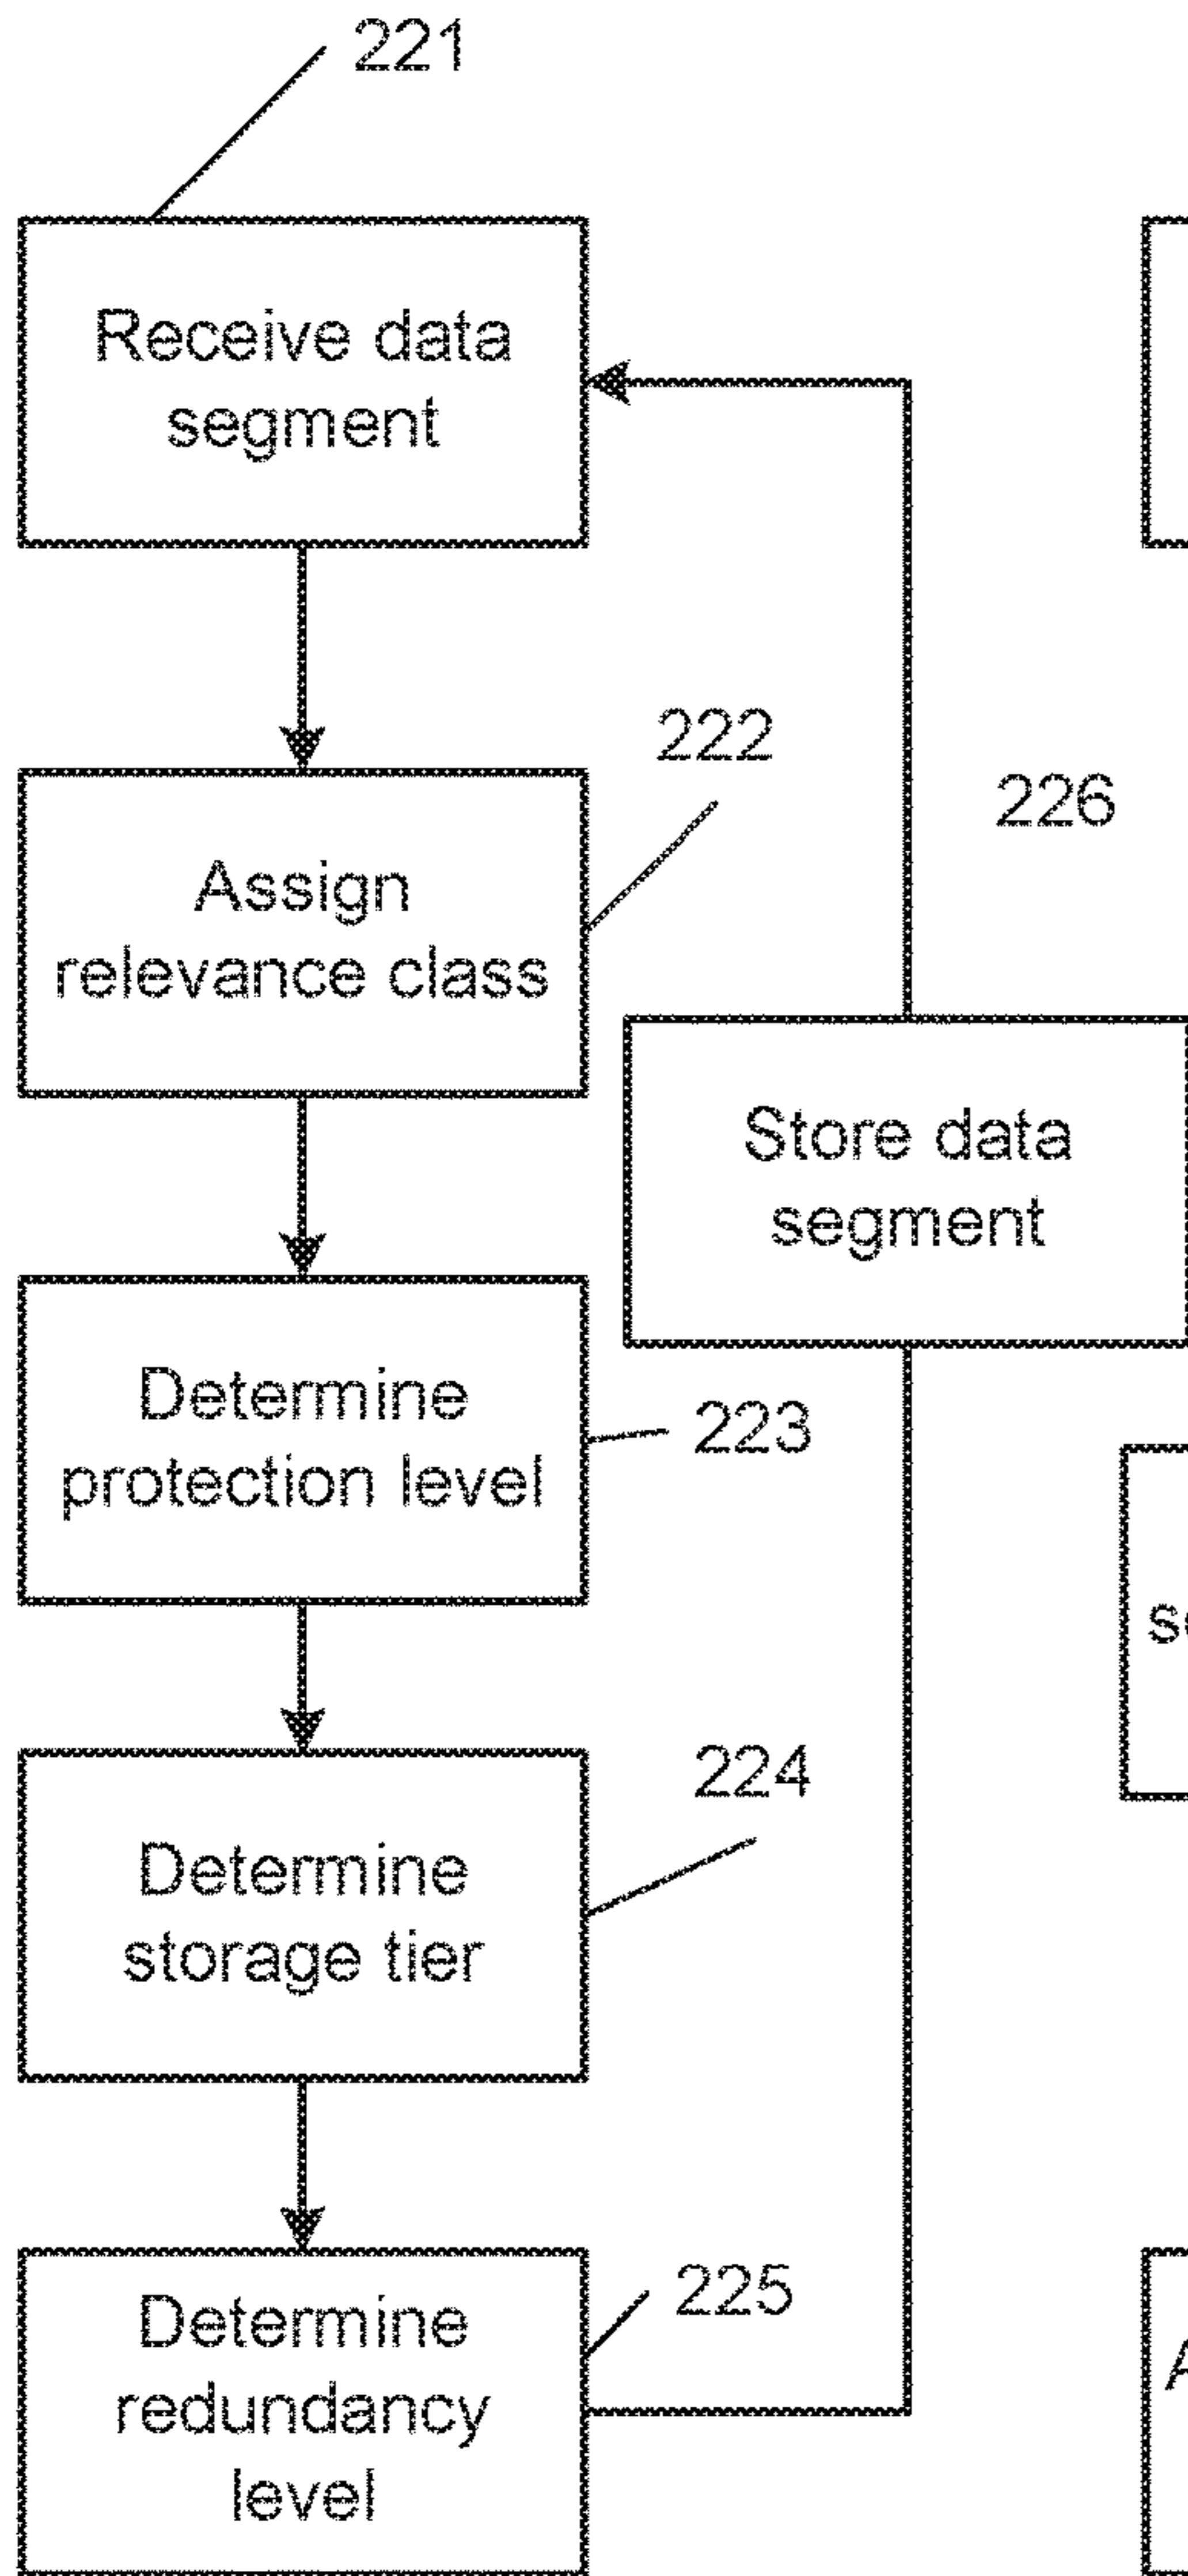 221
Receive data
segment
222
226
Assign
relevance class
Store data
segment
Determine
protection level
223
224
Determine
storage tier
225
Determine
redundancy
level